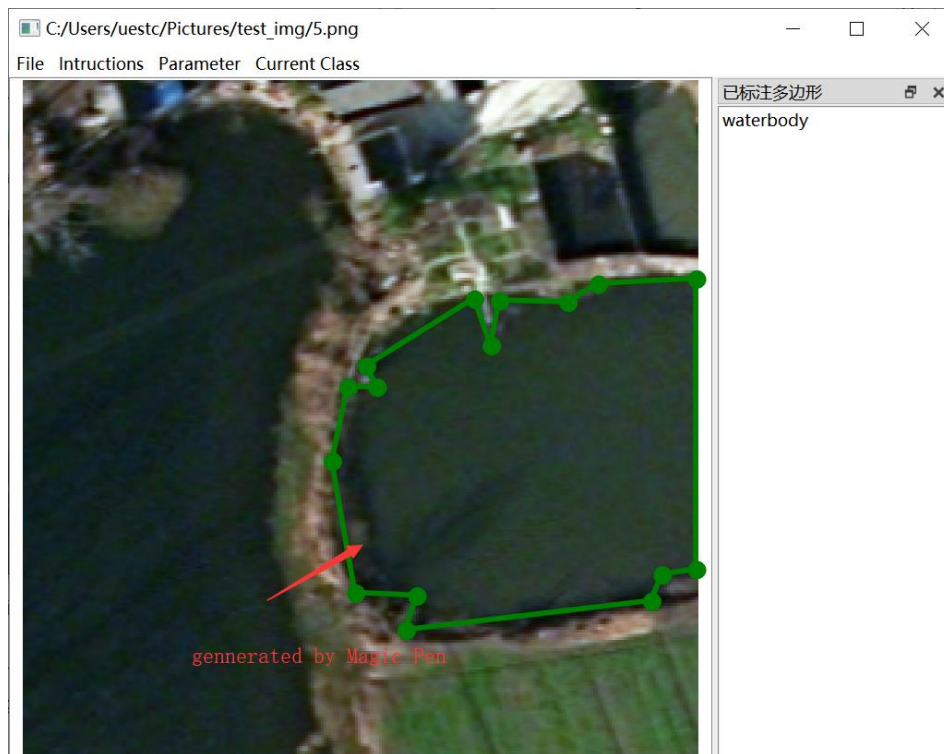 C:/Users/uestc/Pictures/test_img/5.png
File Intructions Parameter Current Class
已标注多边形
waterbody
gennerated by Magic Pen